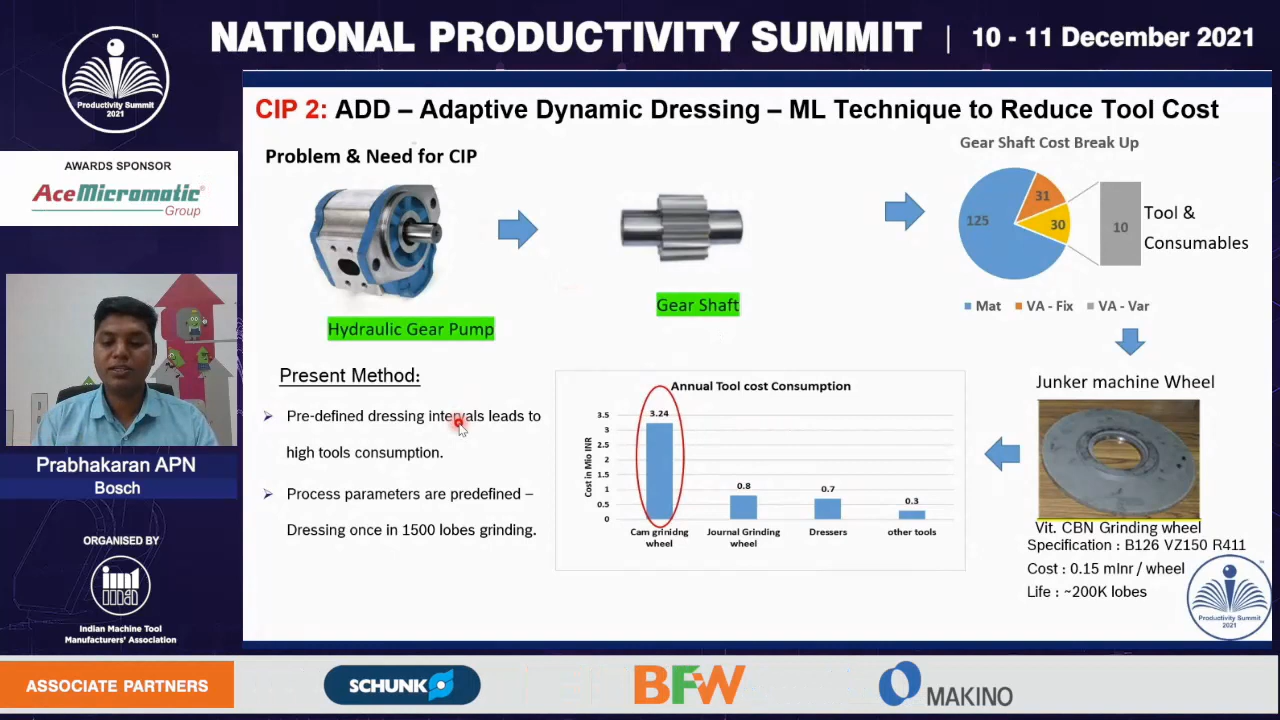 NATIONAL PRODUCTIVITY SUMMIT | 10 - 11 December 2021
TM
Productivity Summit
2021
AWARDS SPONSOR
AceMicromatic
Group
Prabhakaran APN
Bosch
ORGANISED BY
imtma
Indian Machine Tool
Manufacturers' Association
CIP 2: ADD – Adaptive Dynamic Dressing – ML Technique to Reduce Tool Cost
Problem & Need for CIP
Hydraulic Gear Pump
Gear Shaft
Gear Shaft Cost Break Up
125
31
30
10
Tool &
Consumables
Mat VA - Fix VA - Var
Present Method:
Pre-defined dressing intervals leads to
high tools consumption.
Process parameters are predefined –
Dressing once in 1500 lobes grinding.
Annual Tool cost Consumption
Cost in Mio INR
3.5
3
2.5
2
1.5
1
0.5
0
3.24
0.8
0.7
0.3
Cam grinidng
wheel
Journal Grinding
wheel
Dressers
other tools
Junker machine Wheel
Vit. CBN Grinding wheel
Specification : B126 VZ150 R411
Cost : 0.15 mInr / wheel
Life : ~200K lobes
Productivity Summit
2021
ASSOCIATE PARTNERS
SCHUNK
BFW
MAKINO